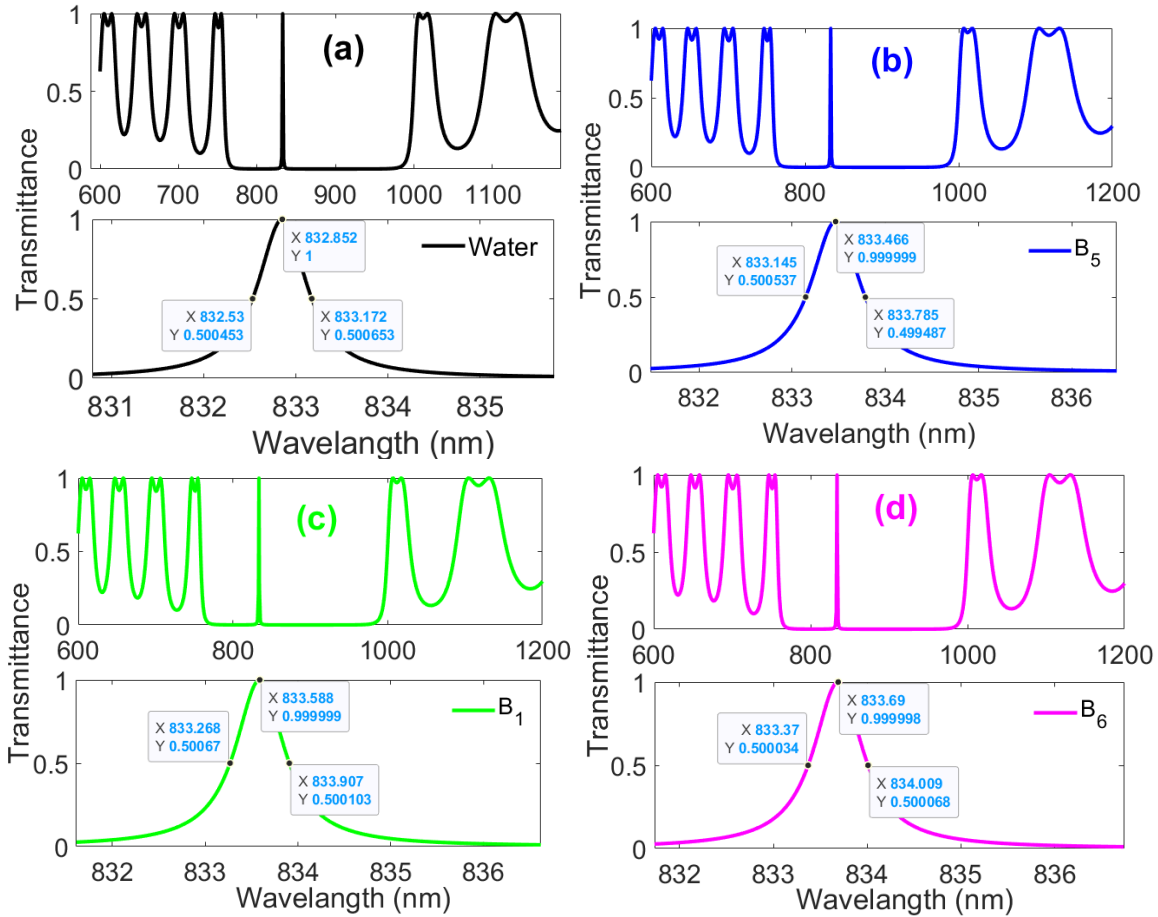 (a)
1
0.5
0
Transmittance
600 700 800 900 1000 1100
1
0.5
0
Water
X 832.852
Y 1
X 832.53
Y 0.500453
X 833.172
Y 0.500653
831 832 833 834 835
Wavelangth (nm)
(b)
1
0.5
0
Transmittance
600 800 1000 1200
1
0.5
0
B5
X 833.466
Y 0.999999
X 833.145
Y 0.500537
X 833.785
Y 0.499487
832 833 834 835 836
Wavelangth (nm)
(c)
1
0.5
0
Transmittance
600 800 1000 1200
1
0.5
0
B1
X 833.588
Y 0.999999
X 833.268
Y 0.50067
X 833.907
Y 0.500103
832 833 834 835 836
Wavelangth (nm)
(d)
1
0.5
0
Transmittance
600 800 1000 1200
1
0.5
0
B6
X 833.69
Y 0.999998
X 833.37
Y 0.500034
X 834.009
Y 0.500068
832 833 834 835 836
Wavelangth (nm)